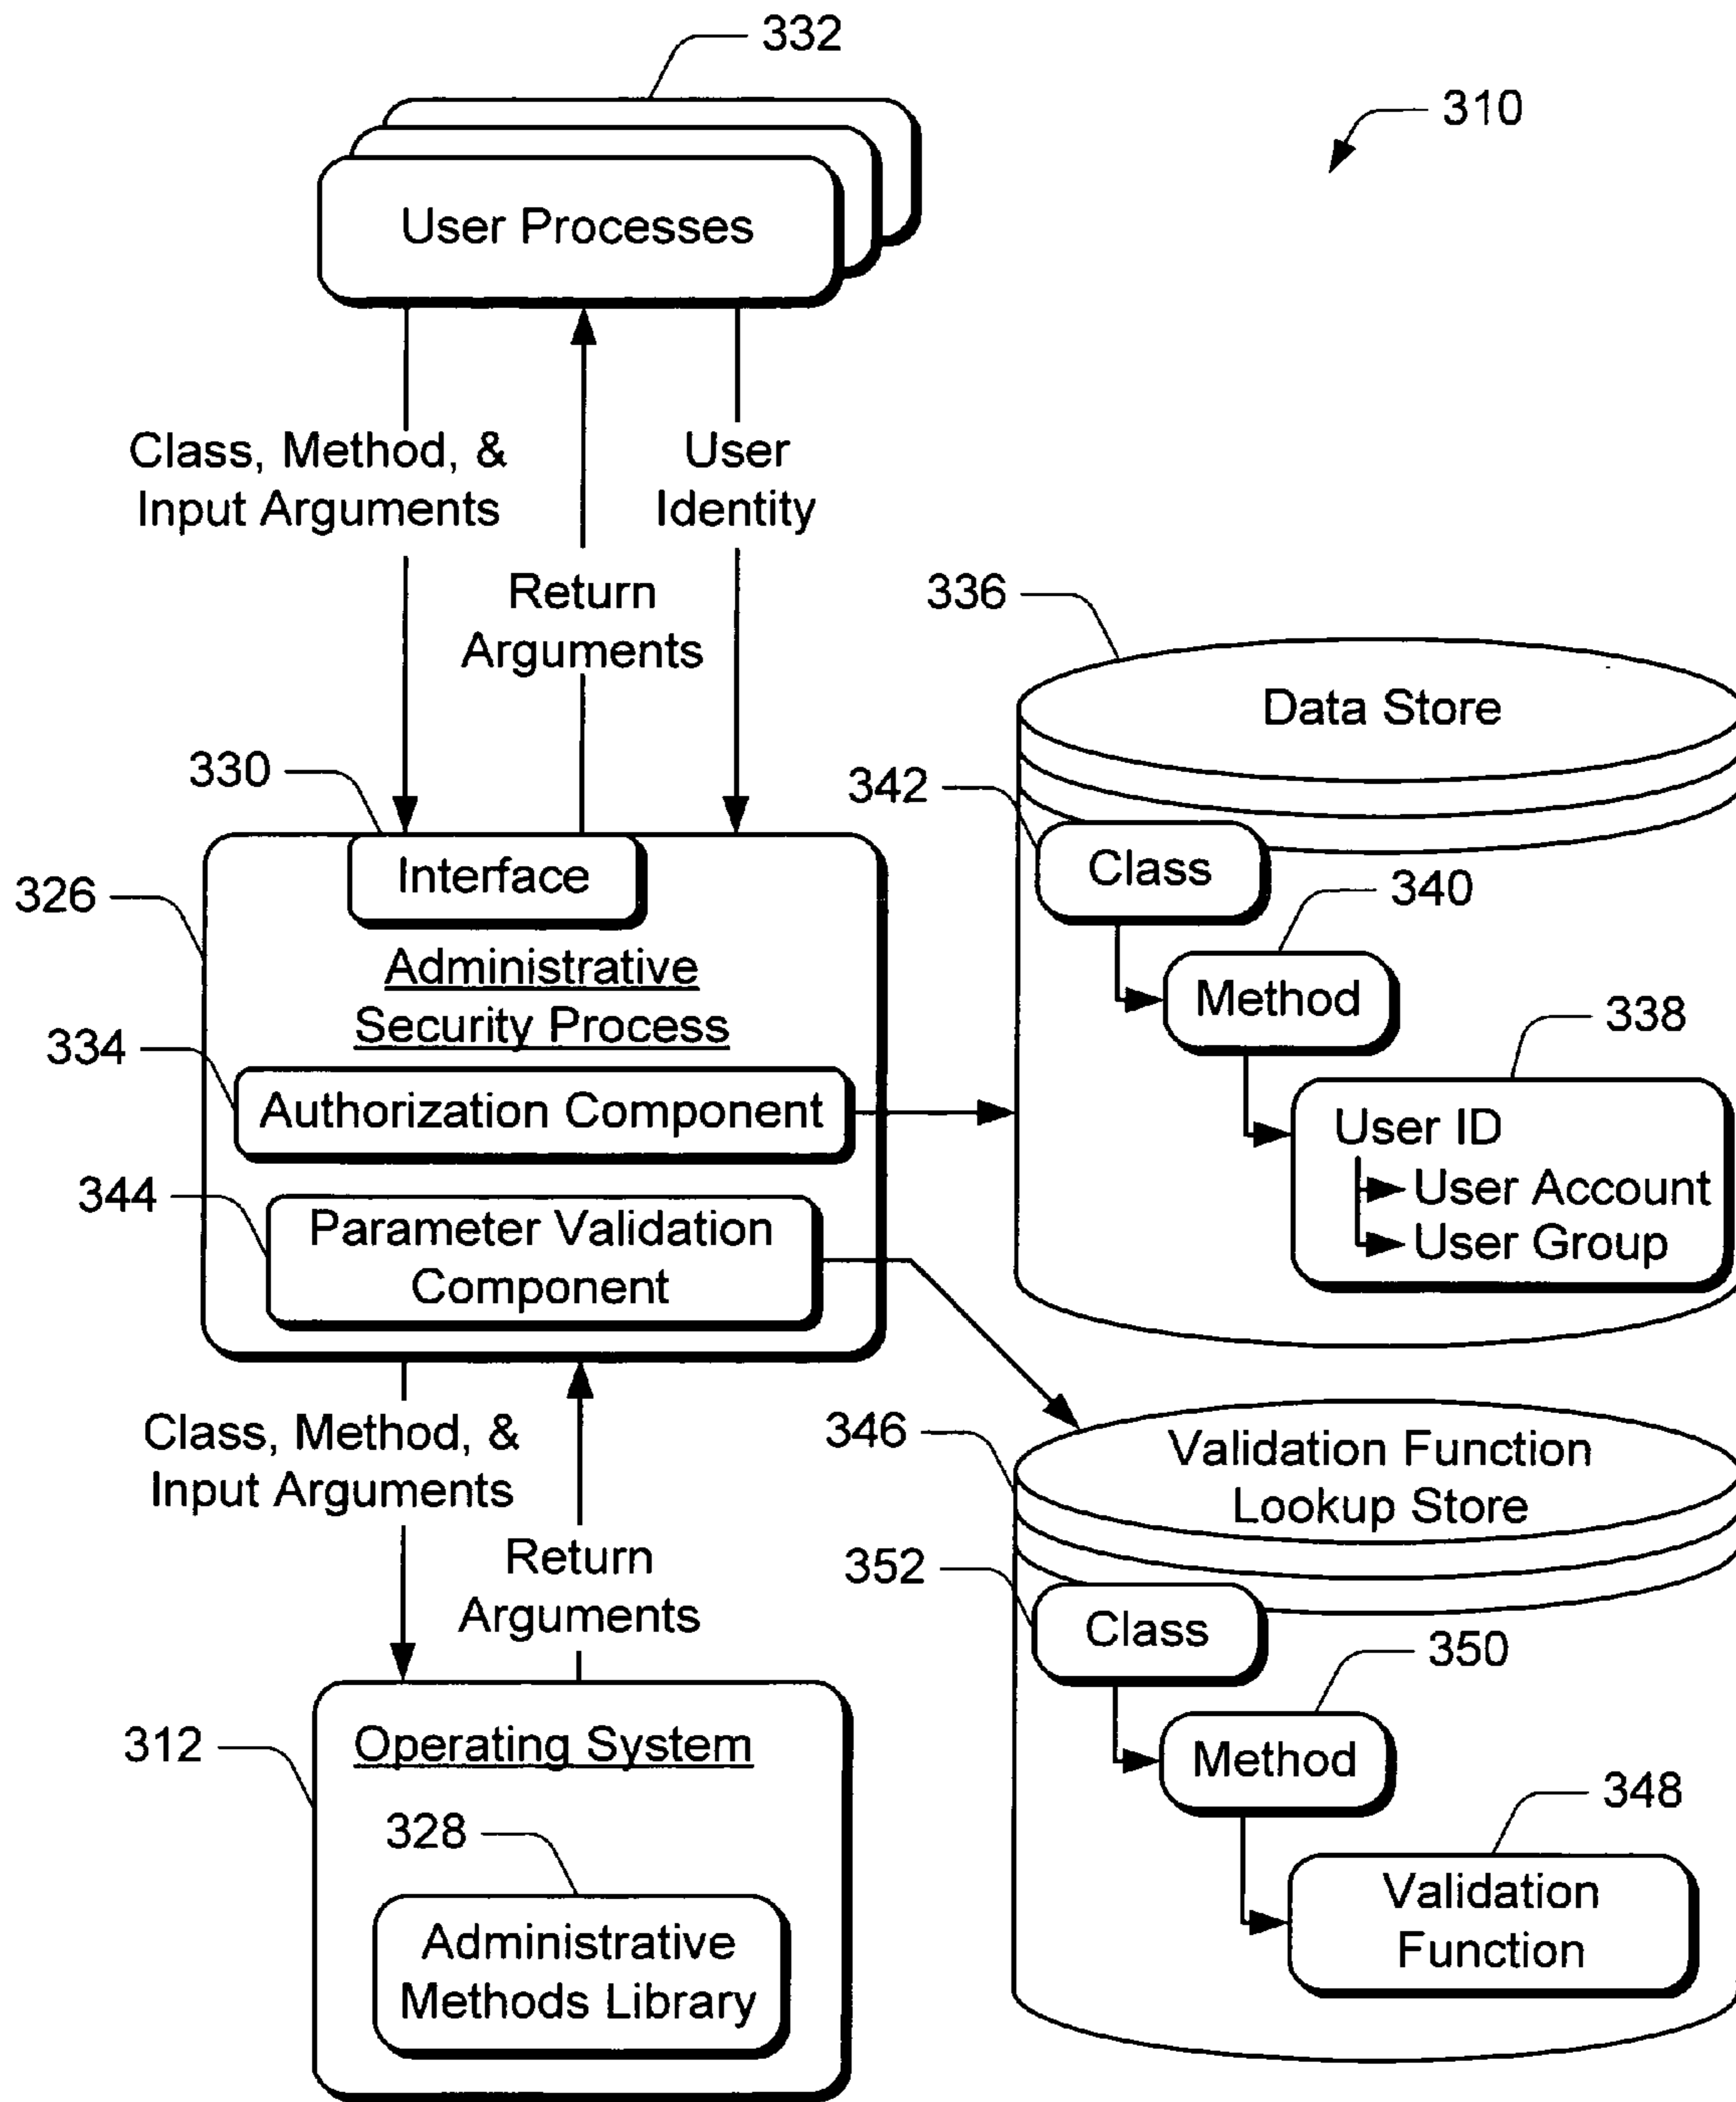 332
310
User Processes
Class, Method, &
Input Arguments
User
Identity
Return
Arguments
336
Data Store
330
342
Class
Interface
340
326
Administrative
Security Process
Method
338
334
Authorization Component
User ID
User Account
User Group
344
Parameter Validation
Component
Class, Method, &
Input Arguments
346
Validation Function
Lookup Store
Return
Arguments
352
Class
350
312
Operating System
Method
348
328
Validation
Function
Administrative
Methods Library